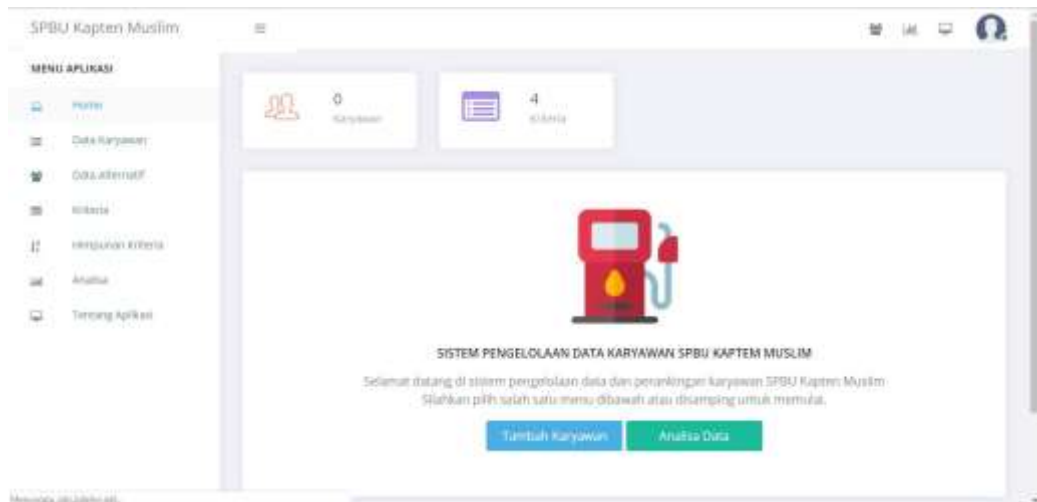 SPBU Kapten Muslim
MENU APLIKASI
Home
Data Karyawan
Data Alternatif
Kriteria
Himpunan Kriteria
Analisa
Tentang Aplikasi
0
Karyawan
4
Kriteria
SISTEM PENGELOLAAN DATA KARYAWAN SPBU KAPTEM MUSLIM
Selamat datang di sistem pengelolaan data dan perankingan karyawan SPBU Kapten Muslim
Silahkan pilih salah satu menu dibawah atau disamping untuk memulai.
Tambah Karyawan
Analisa Data